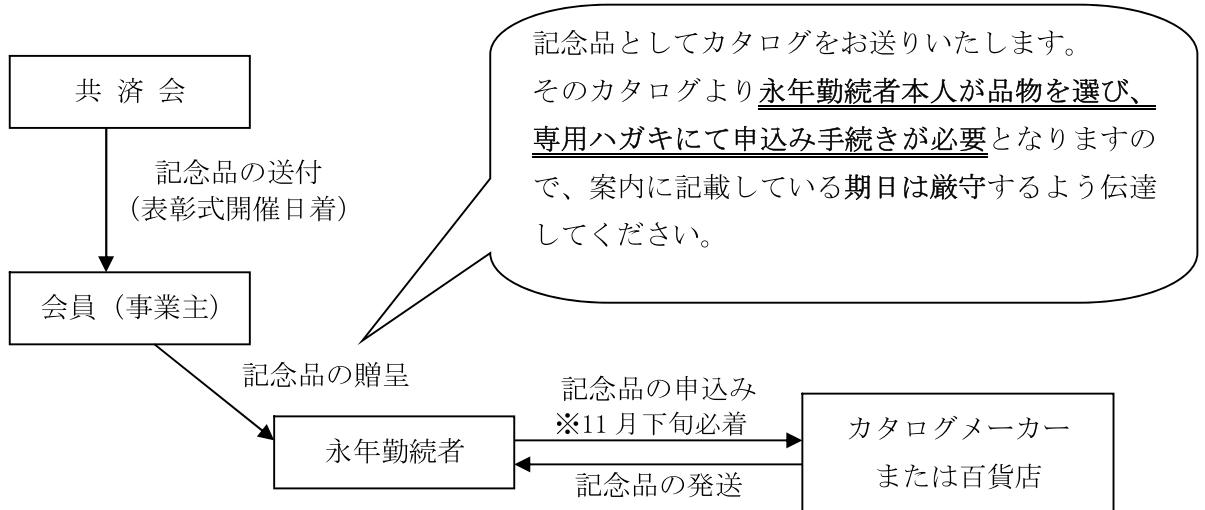 記念品としてカタログをお送りいたします。
そのカタログより永年勤続者本人が品物を選び、
専用ハガキにて申込み手続きが必要となりますの
で、案内に記載している期日は厳守するよう伝達
してください。
共 済 会
記念品の送付
（表彰式開催日着）
会員（事業主）
記念品の贈呈
永年勤続者
記念品の申込み
※11月下旬必着
記念品の発送
カタログメーカー
または百貨店